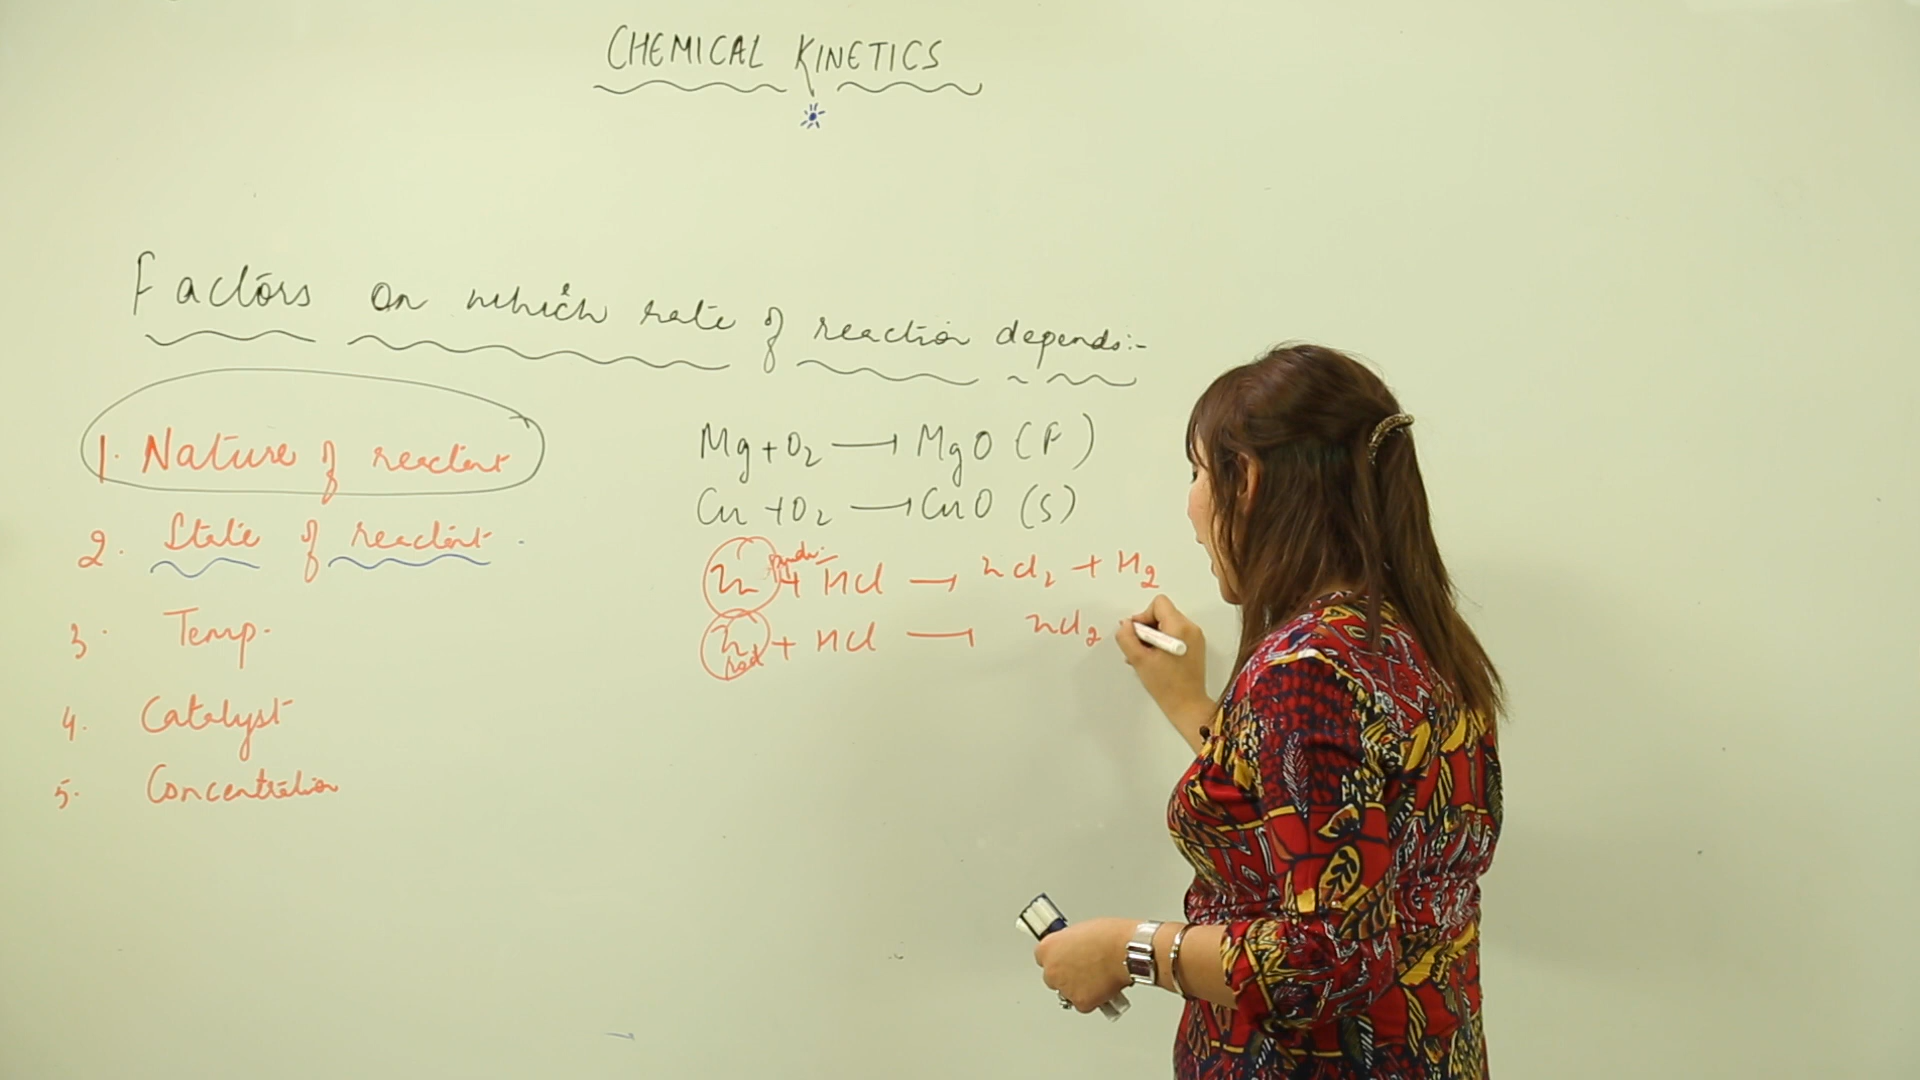 CHEMICAL KINETICS
Factors on which rate of reaction depends:-
1. Nature of reactant
2. State of reactant.
3. Temp.
4. Catalyst
5. Concentration
Mg + O2 → MgO (F)
Cu + O2 → CuO (S)
Zn + HCl → ZnCl2 + H2
Zn rod + HCl → ZnCl2